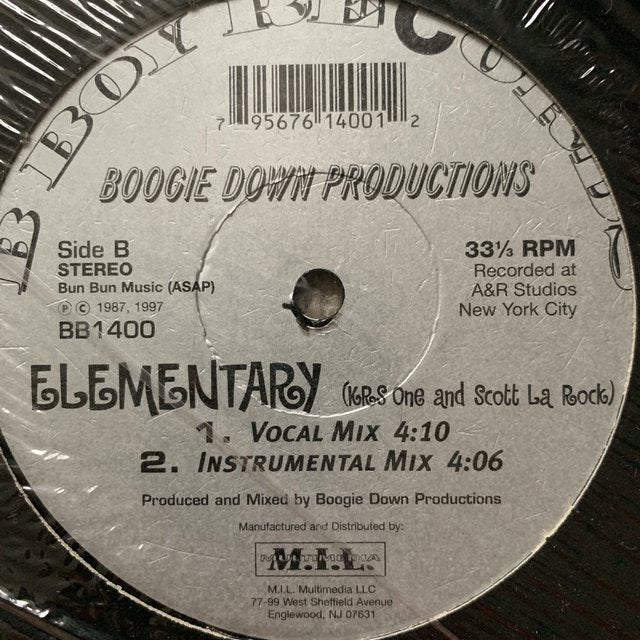 B BOY RECORDS
7 95676 14001 2
BOOGIE DOWN PRODUCTIONS
Side B
STEREO
Bun Bun Music (ASAP)
℗ © 1987, 1997
BB1400
33⅓ RPM
Recorded at
A&R Studios
New York City
ELEMENTARY (KRS One and Scott La Rock)
1. VOCAL MIX 4:10
2. INSTRUMENTAL MIX 4:06
Produced and Mixed by Boogie Down Productions
Manufactured and Distributed by:
M.I.L.
MULTIMEDIA
M.I.L. Multimedia LLC
77-99 West Sheffield Avenue
Englewood, NJ 07631